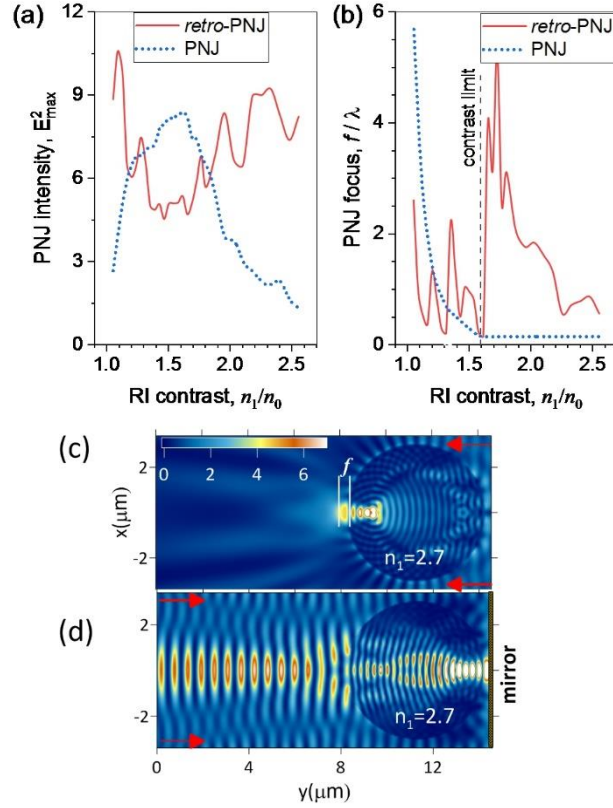 (a)
(b)
12
9
6
3
0
PNJ intensity, E²max
retro-PNJ
PNJ
1.0 1.5 2.0 2.5
RI contrast, n₁/n₀
6
4
2
0
PNJ focus, f / λ
retro-PNJ
PNJ
contrast limit
1.0 1.5 2.0 2.5
RI contrast, n₁/n₀
(c)
0 2 4 6
f
n₁=2.7
2
-2
x(μm)
(d)
2
-2
n₁=2.7
mirror
0 2 4 6 8 10 12
y(μm)